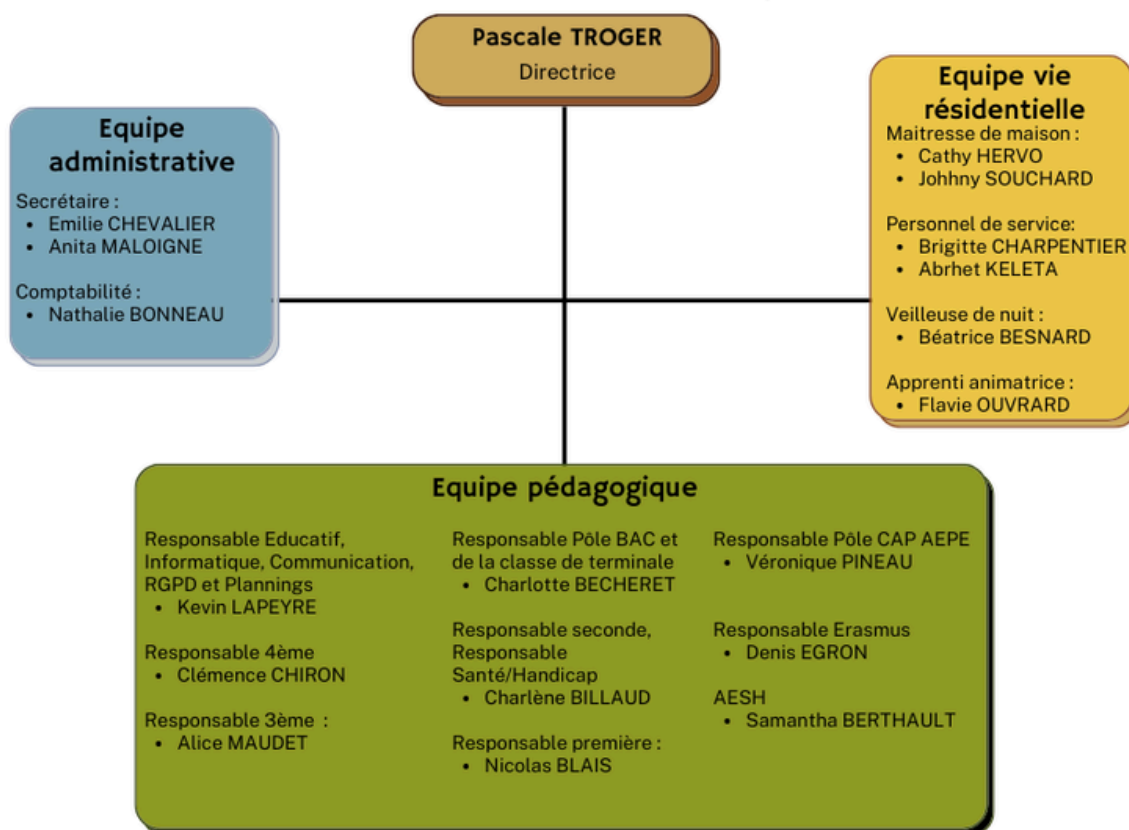 Pascale TROGER
Directrice
Equipe
administrative
Secrétaire :
• Emilie CHEVALIER
• Anita MALOIGNE
Comptabilité :
• Nathalie BONNEAU
Equipe vie
résidentielle
Maitresse de maison :
• Cathy HERVO
• Johhny SOUCHARD
Personnel de service:
• Brigitte CHARPENTIER
• Abrhet KELETA
Veilleuse de nuit :
• Béatrice BESNARD
Apprenti animatrice :
• Flavie OUVRARD
Equipe pédagogique
Responsable Educatif,
Informatique, Communication,
RGPD et Plannings
• Kevin LAPEYRE
Responsable 4ème
• Clémence CHIRON
Responsable 3ème :
• Alice MAUDET
Responsable Pôle BAC et
de la classe de terminale
• Charlotte BECHERET
Responsable seconde,
Responsable
Santé/Handicap
• Charlène BILLAUD
Responsable première :
• Nicolas BLAIS
Responsable Pôle CAP AEPE
• Véronique PINEAU
Responsable Erasmus
• Denis EGRON
AESH
• Samantha BERTHAULT